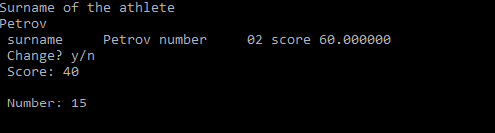 Surname of the athlete
Petrov
surname Petrov number 02 score 60.000000
Change? y/n
Score: 40
Number: 15